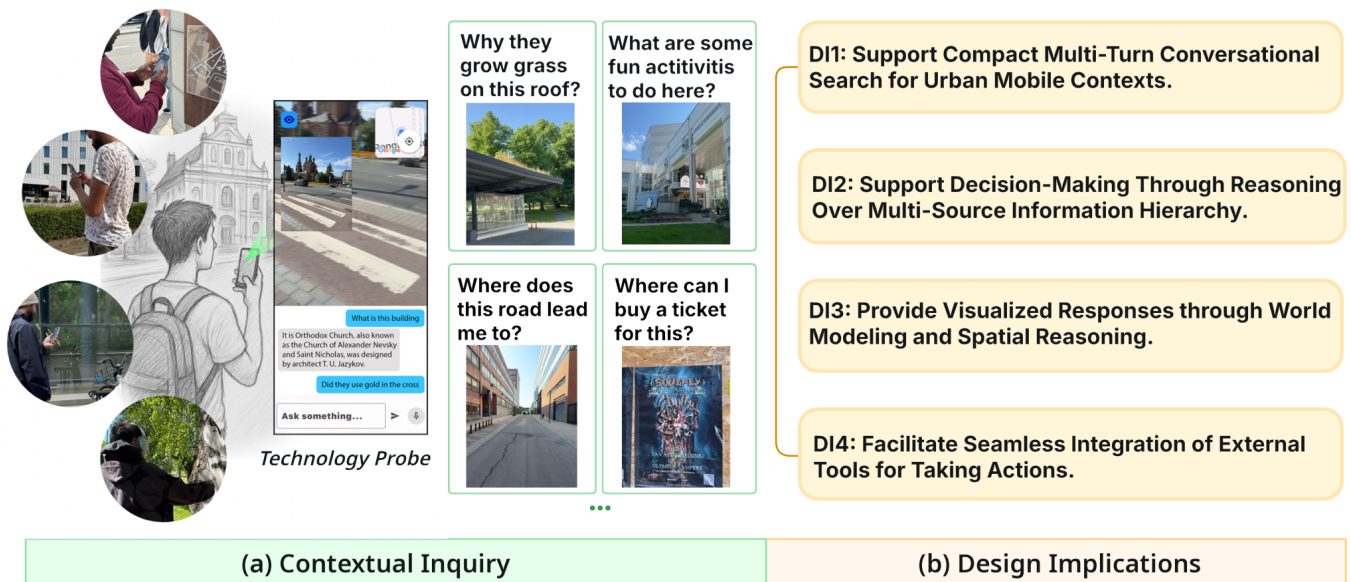 Why they
grow grass
on this roof?
What are some
fun actitivitis
to do here?
What is this building
It is Orthodox Church, also known
as the Church of Alexander Nevsky
and Saint Nicholas, was designed
by architect T. U. Jazykov.
Did they use gold in the cross
Ask something...
Technology Probe
Where does
this road lead
me to?
Where can I
buy a ticket
for this?
SOULFLY
•••
DI1: Support Compact Multi-Turn Conversational
Search for Urban Mobile Contexts.
DI2: Support Decision-Making Through Reasoning
Over Multi-Source Information Hierarchy.
DI3: Provide Visualized Responses through World
Modeling and Spatial Reasoning.
DI4: Facilitate Seamless Integration of External
Tools for Taking Actions.
(a) Contextual Inquiry
(b) Design Implications